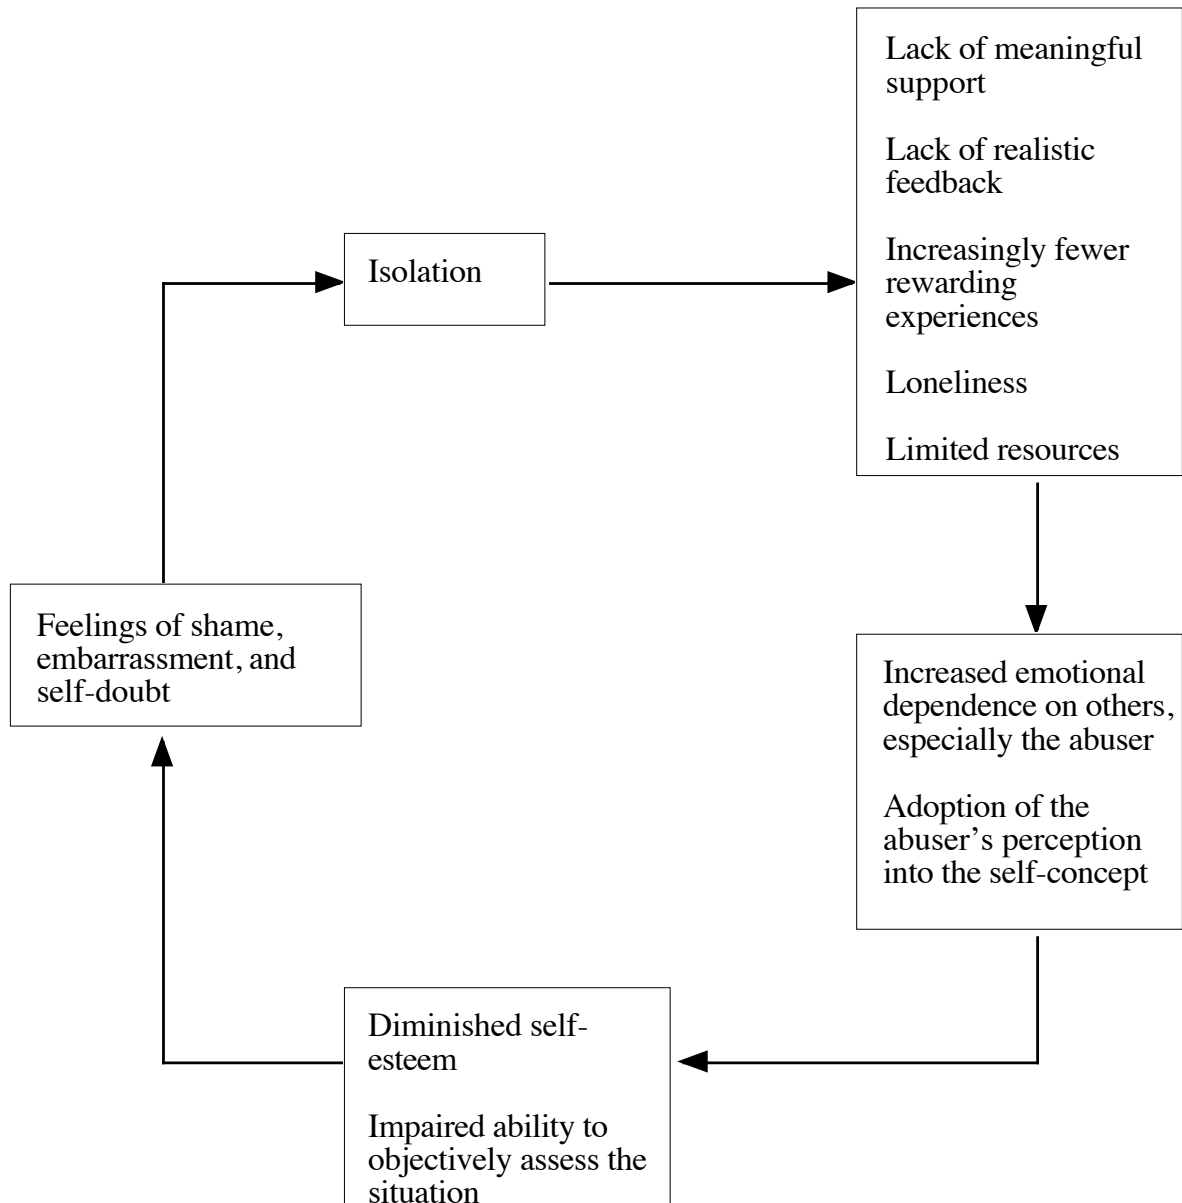 Isolation
Lack of meaningful
support
Lack of realistic
feedback
Increasingly fewer
rewarding
experiences
Loneliness
Limited resources
Increased emotional
dependence on others,
especially the abuser
Adoption of the
abuser’s perception
into the self-concept
Diminished self-
esteem
Impaired ability to
objectively assess the
situation
Feelings of shame,
embarrassment, and
self-doubt